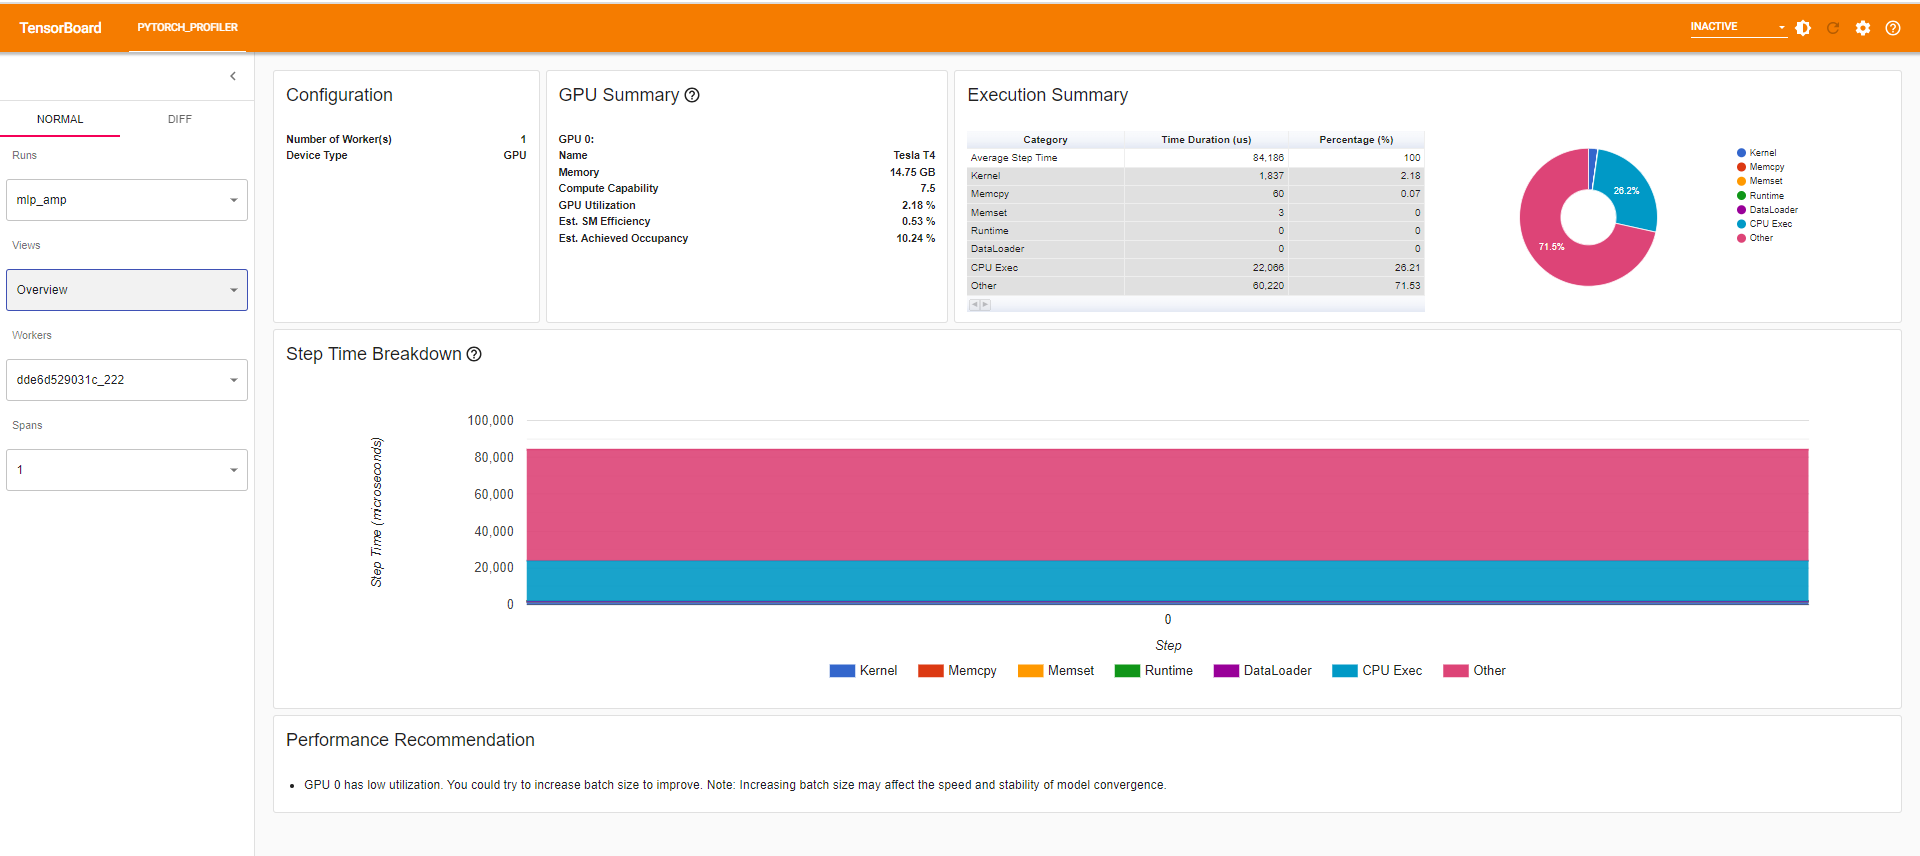 TensorBoard
PYTORCH_PROFILER
INACTIVE
NORMAL
DIFF
Runs
mlp_amp
Views
Overview
Workers
dde6d529031c_222
Spans
1
Configuration
Number of Worker(s) 1
Device Type GPU
GPU Summary
GPU 0:
Name Tesla T4
Memory 14.75 GB
Compute Capability 7.5
GPU Utilization 2.18 %
Est. SM Efficiency 0.53 %
Est. Achieved Occupancy 10.24 %
Execution Summary
Category Time Duration (us) Percentage (%)
Average Step Time 84,186 100
Kernel 1,837 2.18
Memcpy 60 0.07
Memset 3 0
Runtime 0 0
DataLoader 0 0
CPU Exec 22,066 26.21
Other 60,220 71.53
26.2%
71.5%
Kernel
Memcpy
Memset
Runtime
DataLoader
CPU Exec
Other
Step Time Breakdown
Step Time (microseconds)
100,000
80,000
60,000
40,000
20,000
0
0
Step
Kernel Memcpy Memset Runtime DataLoader CPU Exec Other
Performance Recommendation
• GPU 0 has low utilization. You could try to increase batch size to improve. Note: Increasing batch size may affect the speed and stability of model convergence.